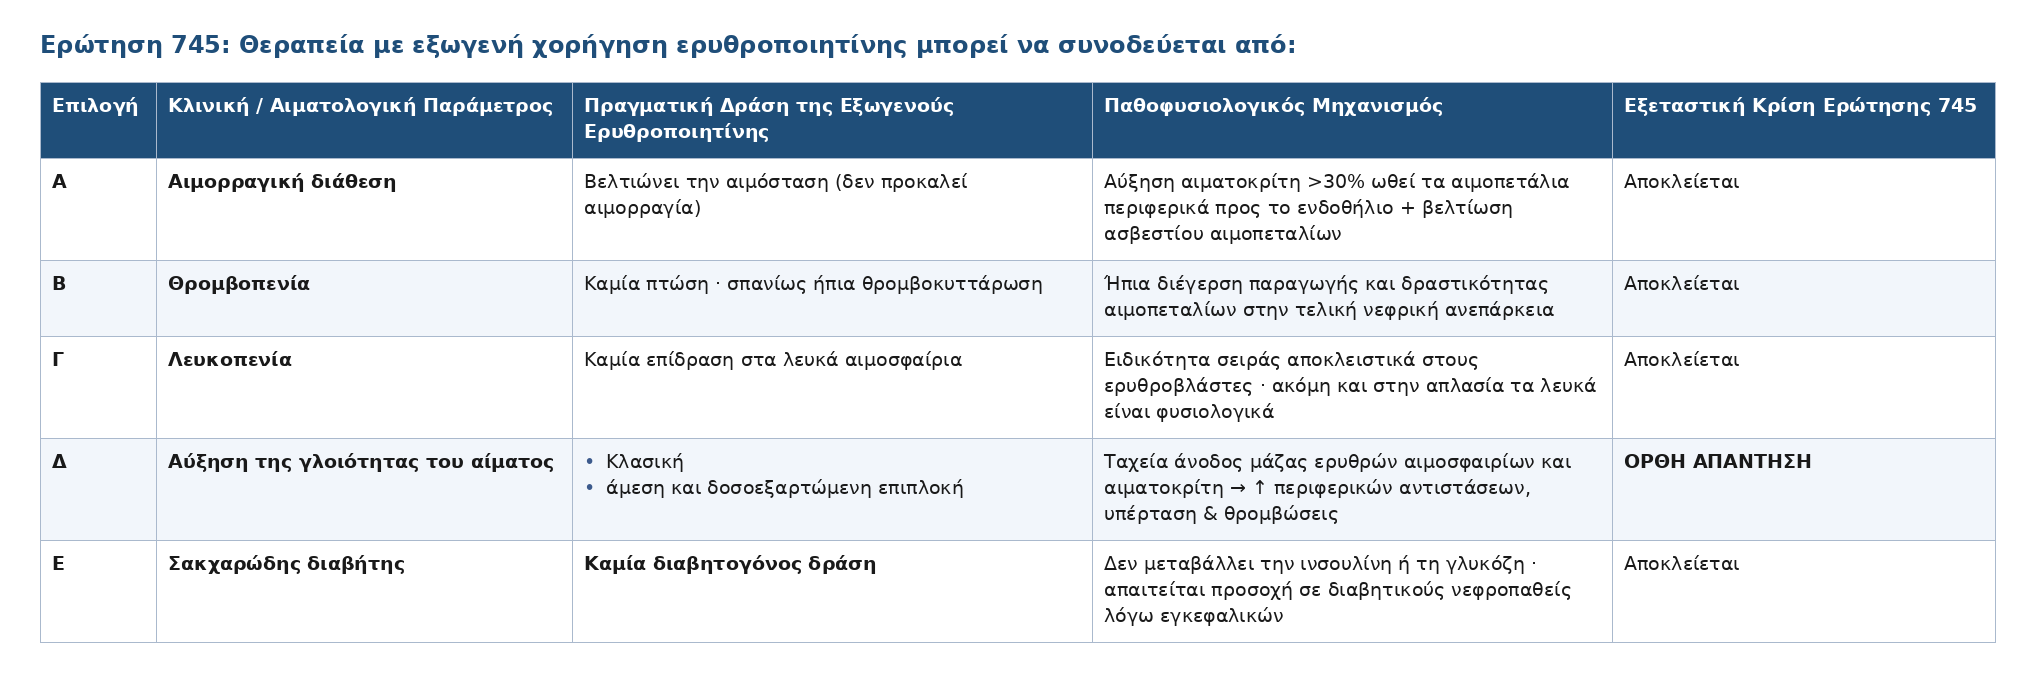 Ερώτηση 745: Θεραπεία με εξωγενή χορήγηση ερυθροποιητίνης μπορεί να συνοδεύεται από:
Επιλογή
Κλινική / Αιματολογική Παράμετρος
Πραγματική Δράση της Εξωγενούς
Ερυθροποιητίνης
Παθοφυσιολογικός Μηχανισμός
Εξεταστική Κρίση Ερώτησης 745
Α
Αιμορραγική διάθεση
Βελτιώνει την αιμόσταση (δεν προκαλεί
αιμορραγία)
Αύξηση αιματοκρίτη >30% ωθεί τα αιμοπετάλια
περιφερικά προς το ενδοθήλιο + βελτίωση
ασβεστίου αιμοπεταλίων
Αποκλείεται
Β
Θρομβοπενία
Καμία πτώση · σπανίως ήπια θρομβοκυττάρωση
Ήπια διέγερση παραγωγής και δραστικότητας
αιμοπεταλίων στην τελική νεφρική ανεπάρκεια
Αποκλείεται
Γ
Λευκοπενία
Καμία επίδραση στα λευκά αιμοσφαίρια
Ειδικότητα σειράς αποκλειστικά στους
ερυθροβλάστες · ακόμη και στην απλασία τα λευκά
είναι φυσιολογικά
Αποκλείεται
Δ
Αύξηση της γλοιότητας του αίματος
• Κλασική
• άμεση και δοσοεξαρτώμενη επιπλοκή
Ταχεία άνοδος μάζας ερυθρών αιμοσφαιρίων και
αιματοκρίτη → ↑ περιφερικών αντιστάσεων,
υπέρταση & θρομβώσεις
ΟΡΘΗ ΑΠΑΝΤΗΣΗ
Ε
Σακχαρώδης διαβήτης
Καμία διαβητογόνος δράση
Δεν μεταβάλλει την ινσουλίνη ή τη γλυκόζη ·
απαιτείται προσοχή σε διαβητικούς νεφροπαθείς
λόγω εγκεφαλικών
Αποκλείεται